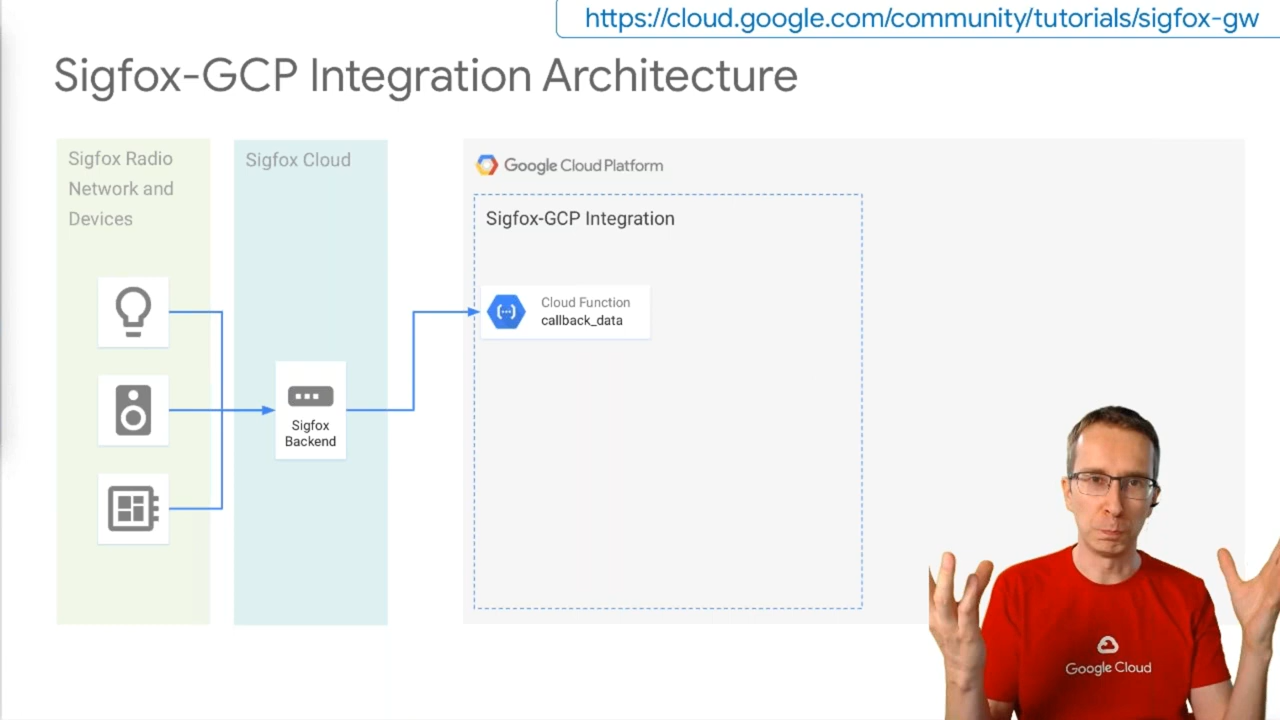 https://cloud.google.com/community/tutorials/sigfox-gw
Sigfox-GCP Integration Architecture
Sigfox Radio
Network and
Devices
Sigfox Cloud
Google Cloud Platform
Sigfox-GCP Integration
Cloud Function
callback_data
Sigfox
Backend
Google Cloud